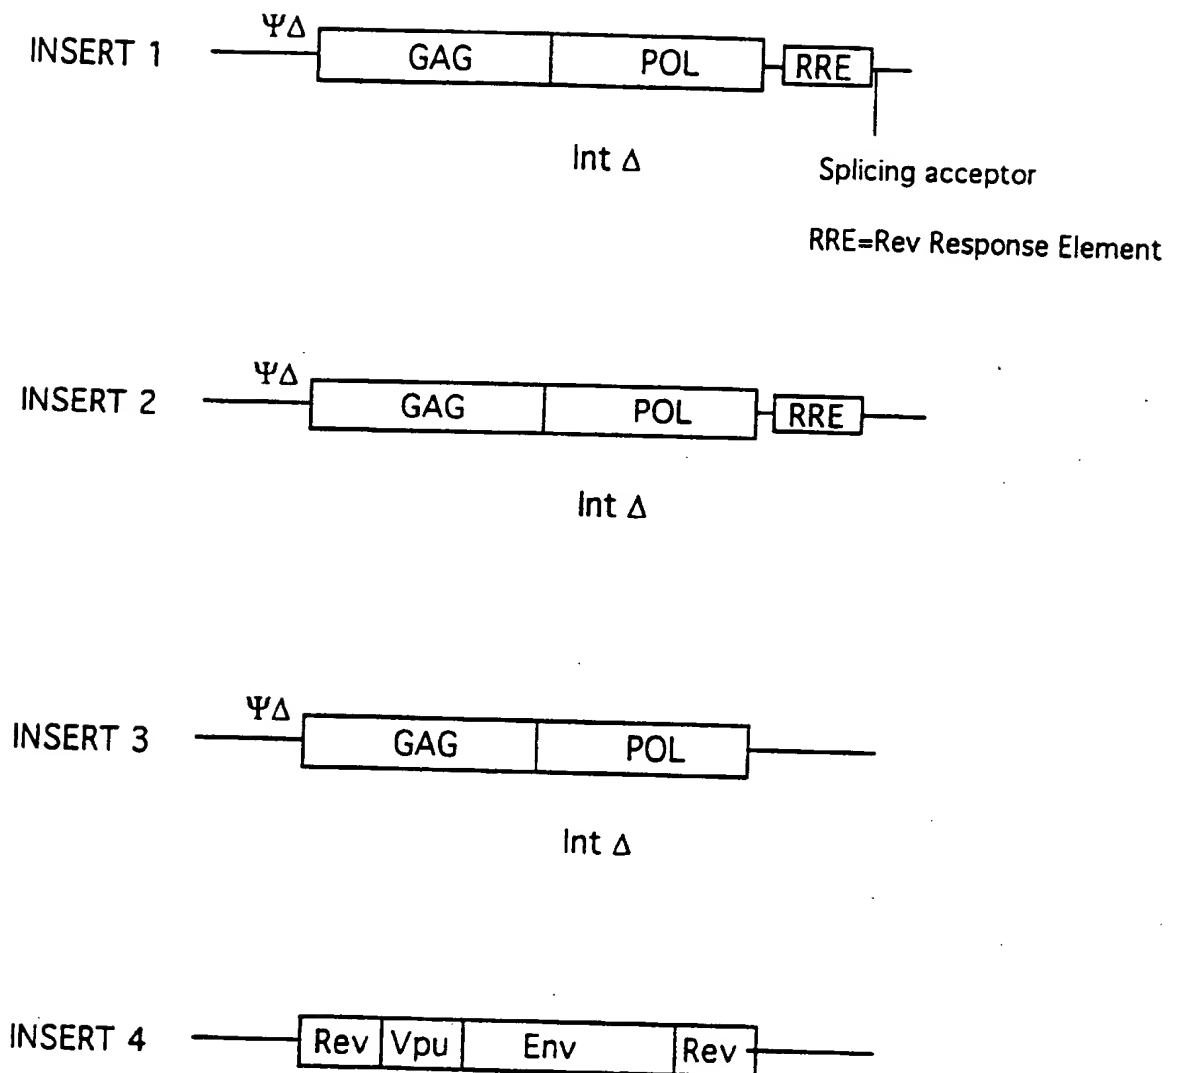 ΨΔ
INSERT 1 GAG POL RRE
Int Δ
Splicing acceptor
RRE=Rev Response Element
ΨΔ
INSERT 2 GAG POL RRE
Int Δ
ΨΔ
INSERT 3 GAG POL
Int Δ
INSERT 4 Rev Vpu Env Rev